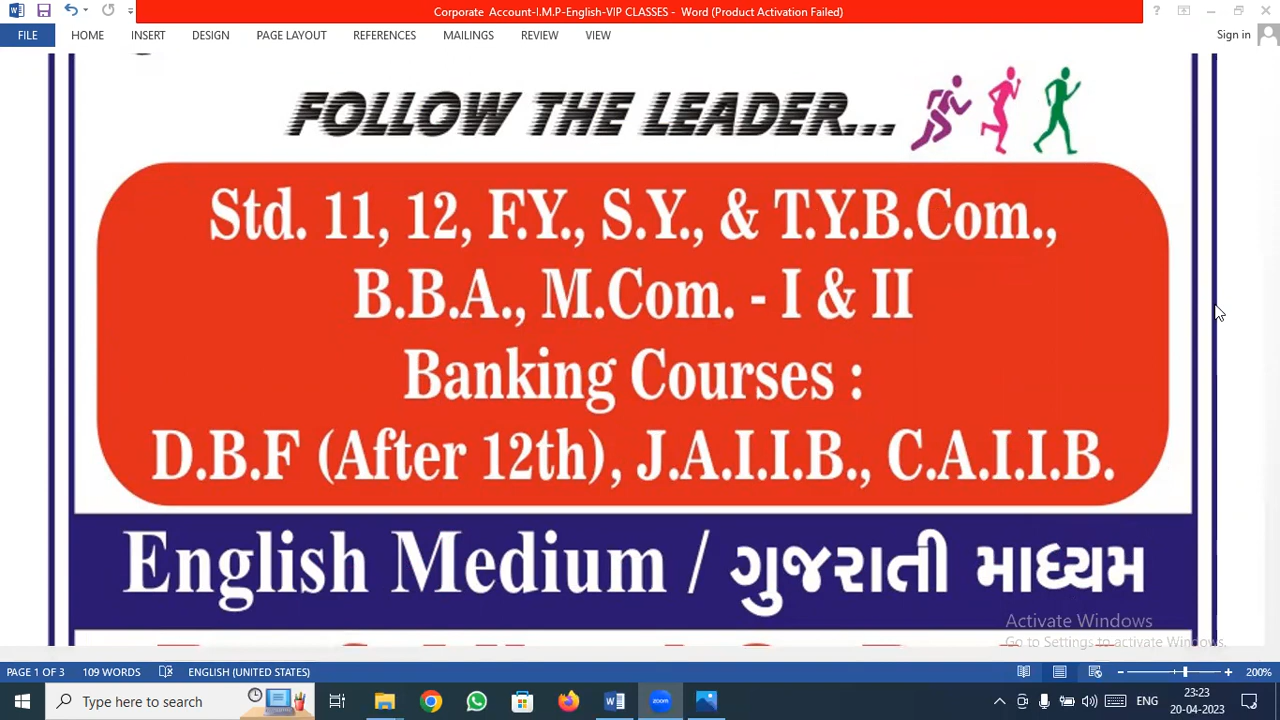 Corporate Account-I.M.P-English-VIP CLASSES - Word (Product Activation Failed)
FILE HOME INSERT DESIGN PAGE LAYOUT REFERENCES MAILINGS REVIEW VIEW
Sign in
FOLLOW THE LEADER...
Std. 11, 12, F.Y., S.Y., & T.Y.B.Com.,
B.B.A., M.Com. - I & II
Banking Courses :
D.B.F (After 12th), J.A.I.I.B., C.A.I.I.B.
English Medium / ગુજરાતી માધ્યમ
Activate Windows
Go to Settings to activate Windows.
PAGE 1 OF 3 109 WORDS ENGLISH (UNITED STATES) 200%
Type here to search
zoom
ENG
23:23
20-04-2023